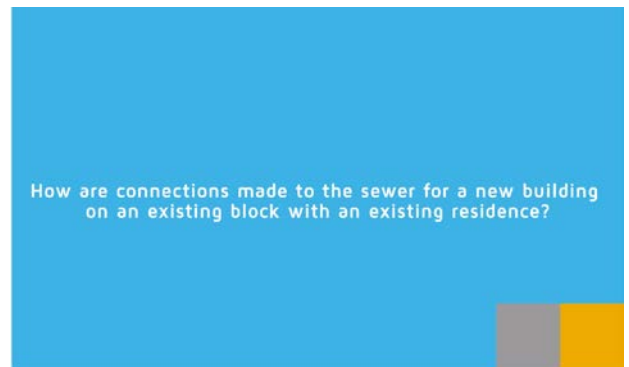 How are connections made to the sewer for a new building
on an existing block with an existing residence?